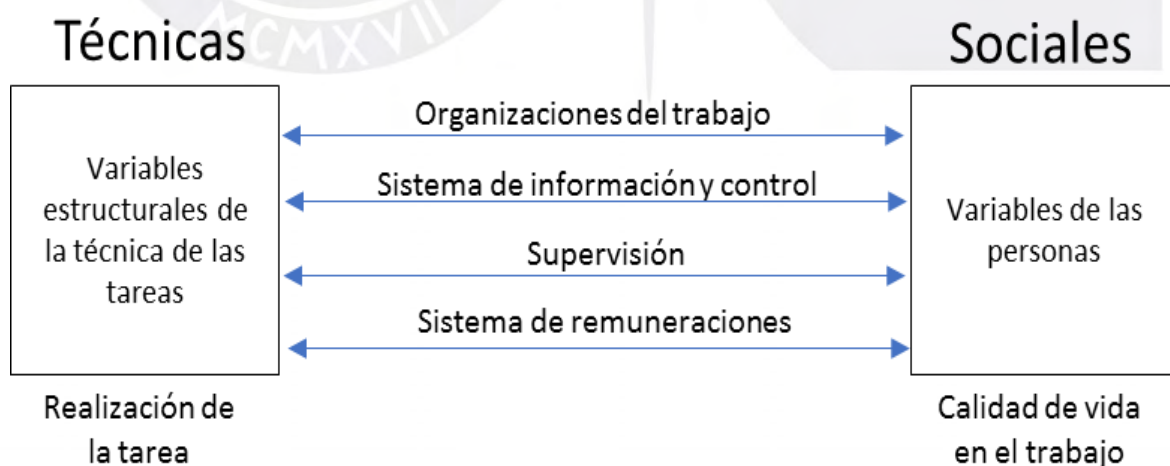 CMXVII
Técnicas
Sociales
Organizaciones del trabajo
Sistema de información y control
Supervisión
Sistema de remuneraciones
Variables
estructurales de
la técnica de las
tareas
Variables de las
personas
Realización de
la tarea
Calidad de vida
en el trabajo